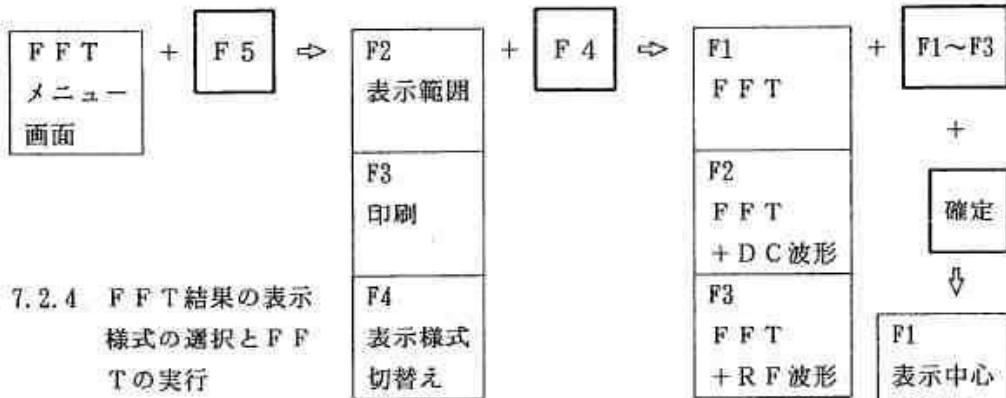 FFT
メニュー
画面
+
F5
⇨
F2
表示範囲
F3
印刷
F4
表示様式
切替え
+
F4
⇨
F1
FFT
F2
FFT
+DC波形
F3
FFT
+RF波形
+
F1~F3
+
確定
⇩
F1
表示中心
7.2.4 FFT結果の表示
様式の選択とFF
Tの実行